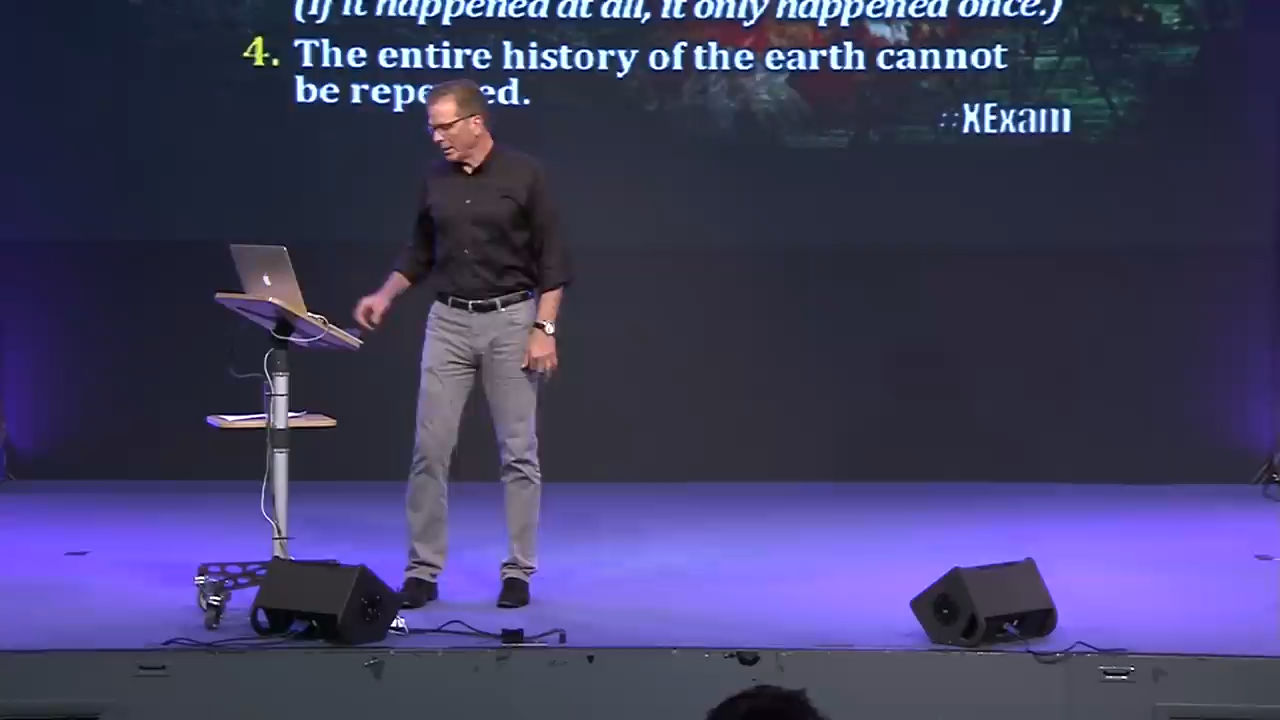 (If it happened at all, it only happened once.)
4. The entire history of the earth cannot
be repeated.
#XExam